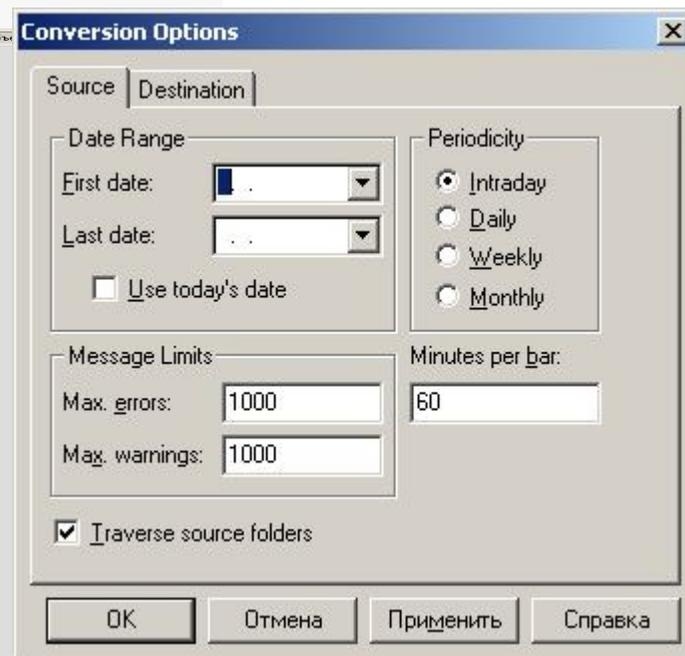 Conversion Options
Source Destination
Date Range
First date: . .
Last date: . .
Use today's date
Periodicity
Intraday
Daily
Weekly
Monthly
Message Limits
Max. errors: 1000
Max. warnings: 1000
Minutes per bar:
60
Traverse source folders
OK Отмена Применить Справка